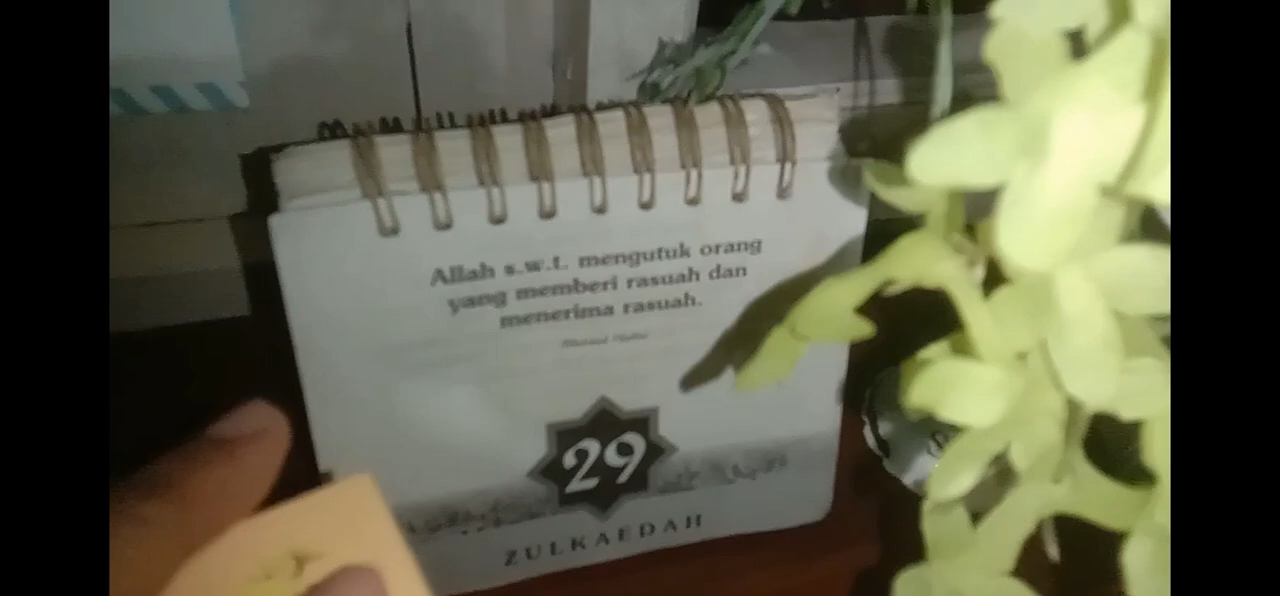 Allah s.w.t. mengutuk orang
yang memberi rasuah dan
menerima rasuah.
29
ZULKAEDAH